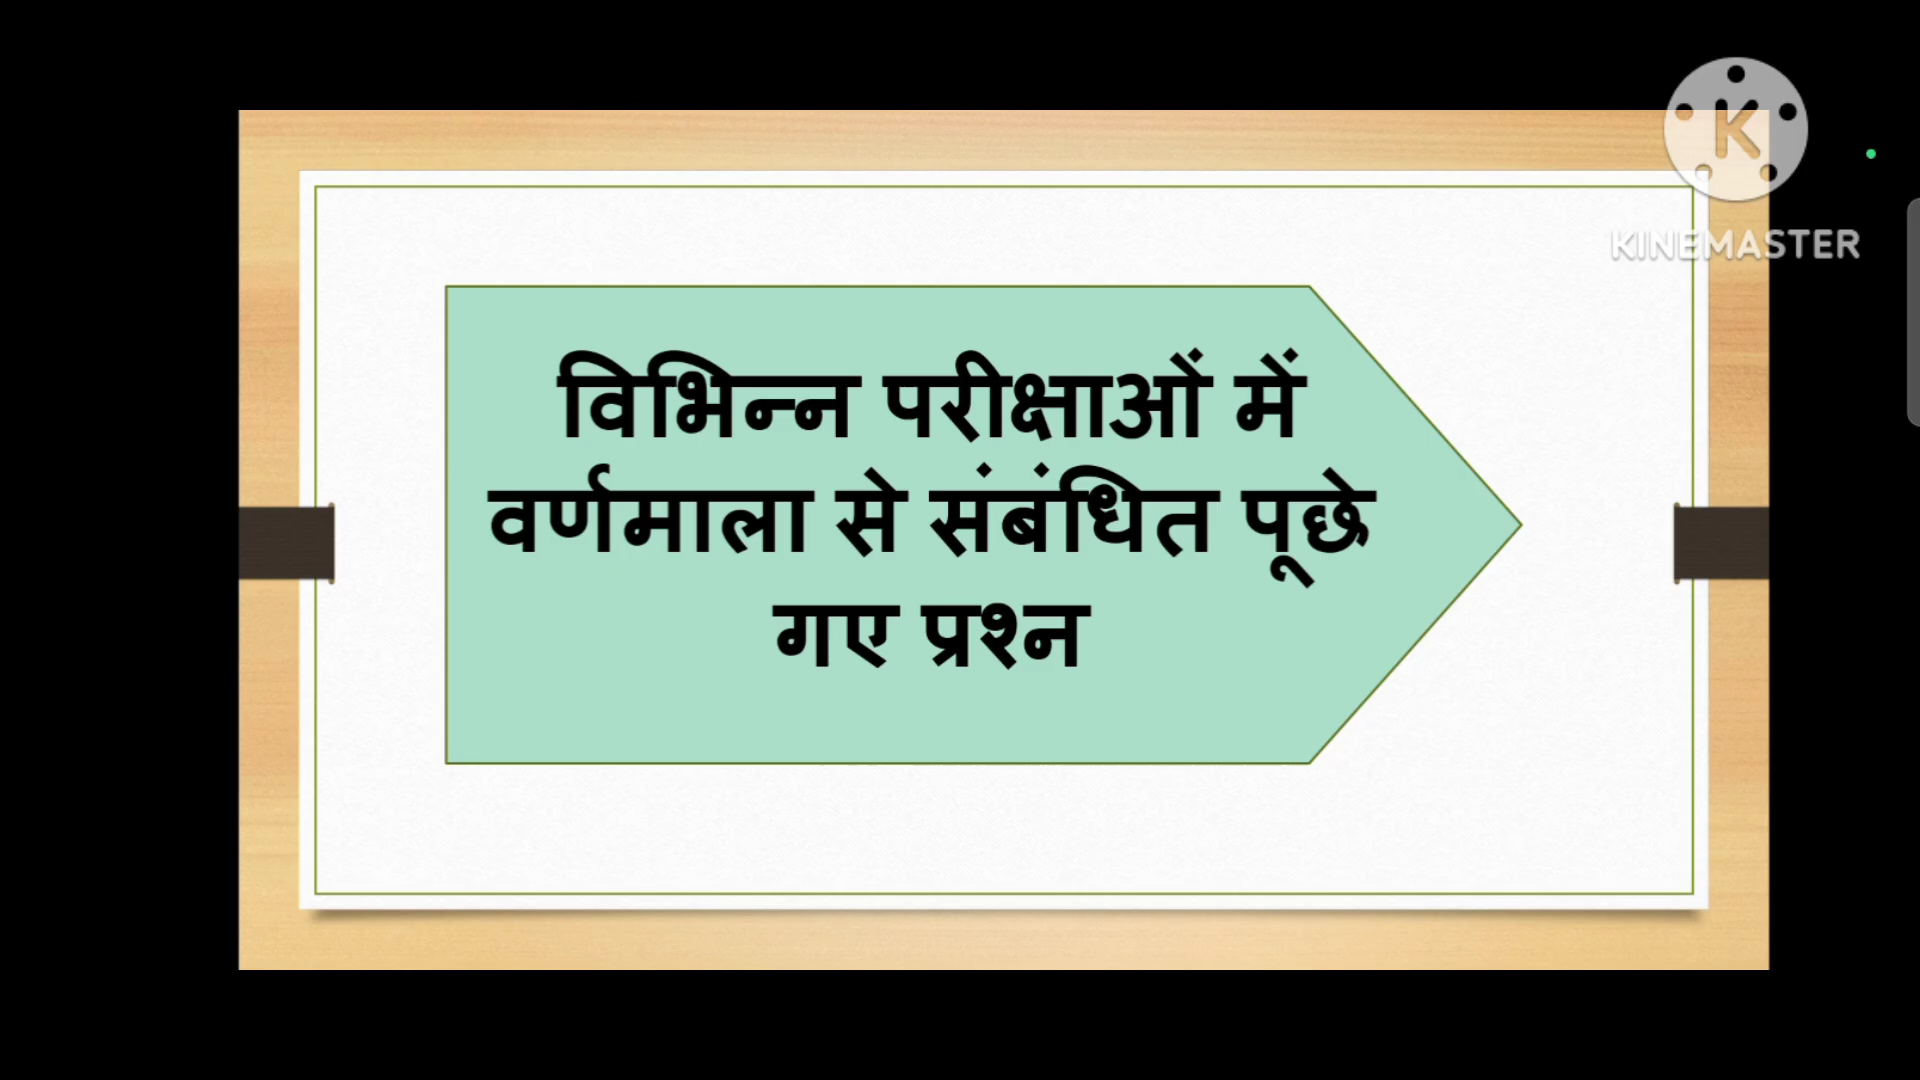 विभिन्न परीक्षाओं में
वर्णमाला से संबंधित पूछे
गए प्रश्न
K
KINEMASTER